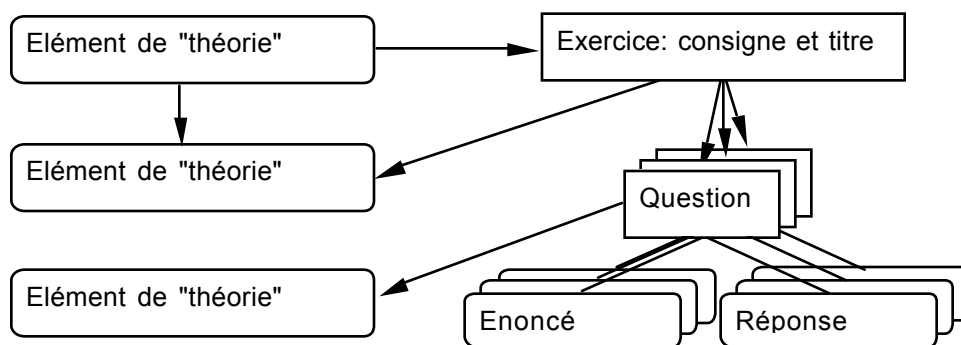 Elément de "théorie"
Exercice: consigne et titre
Elément de "théorie"
Question
Elément de "théorie"
Enoncé
Réponse